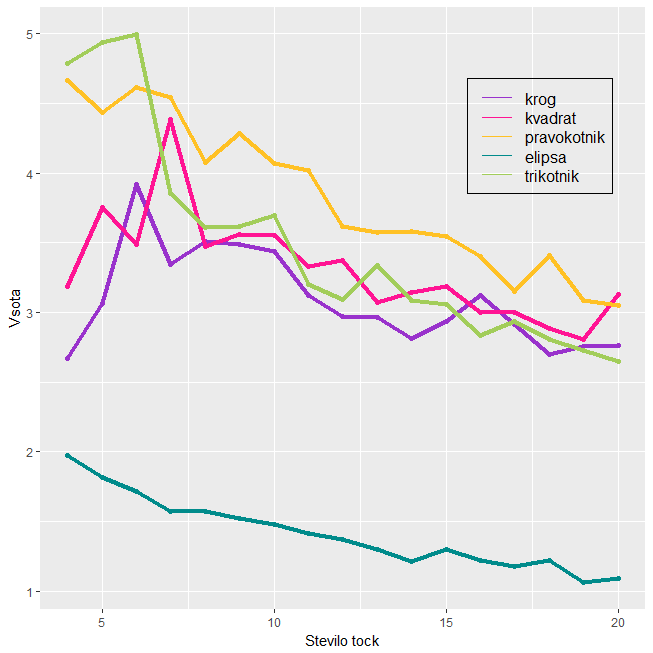 5
4
3
2
1
Vsota
krog
kvadrat
pravokotnik
elipsa
trikotnik
5
10
15
20
Stevilo tock